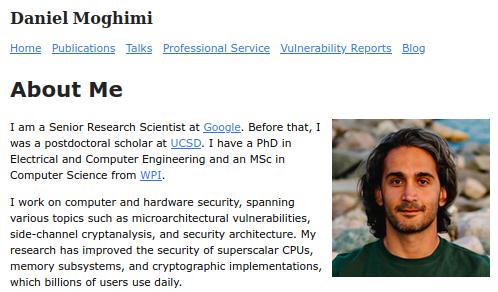 Daniel Moghimi
Home Publications Talks Professional Service Vulnerability Reports Blog
About Me
I am a Senior Research Scientist at Google. Before that, I
was a postdoctoral scholar at UCSD. I have a PhD in
Electrical and Computer Engineering and an MSc in
Computer Science from WPI.
I work on computer and hardware security, spanning
various topics such as microarchitectural vulnerabilities,
side-channel cryptanalysis, and security architecture. My
research has improved the security of superscalar CPUs,
memory subsystems, and cryptographic implementations,
which billions of users use daily.